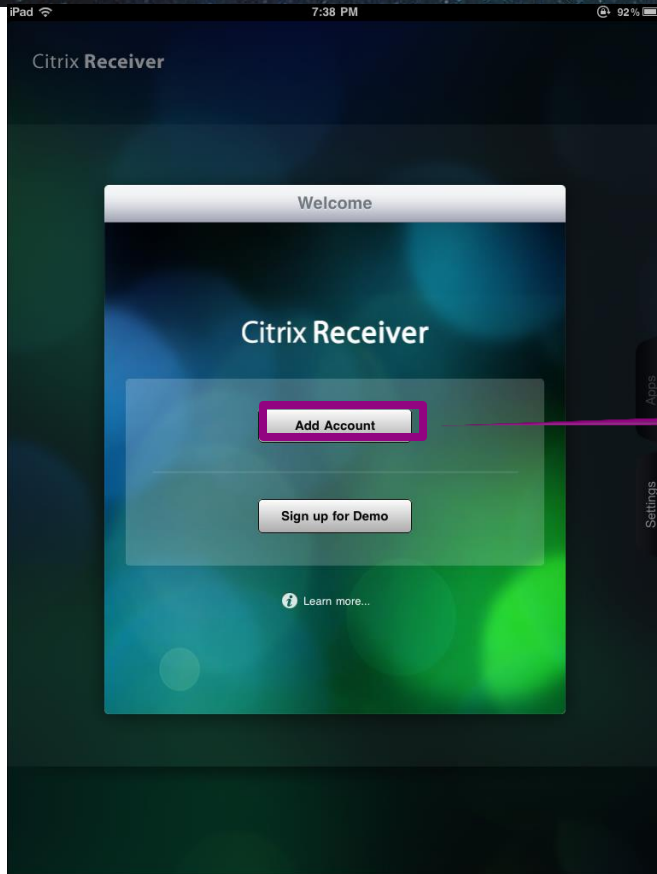 iPad 7:38 PM 92%
Citrix Receiver
Welcome
Citrix Receiver
Add Account
Apps
Settings
Sign up for Demo
Learn more...